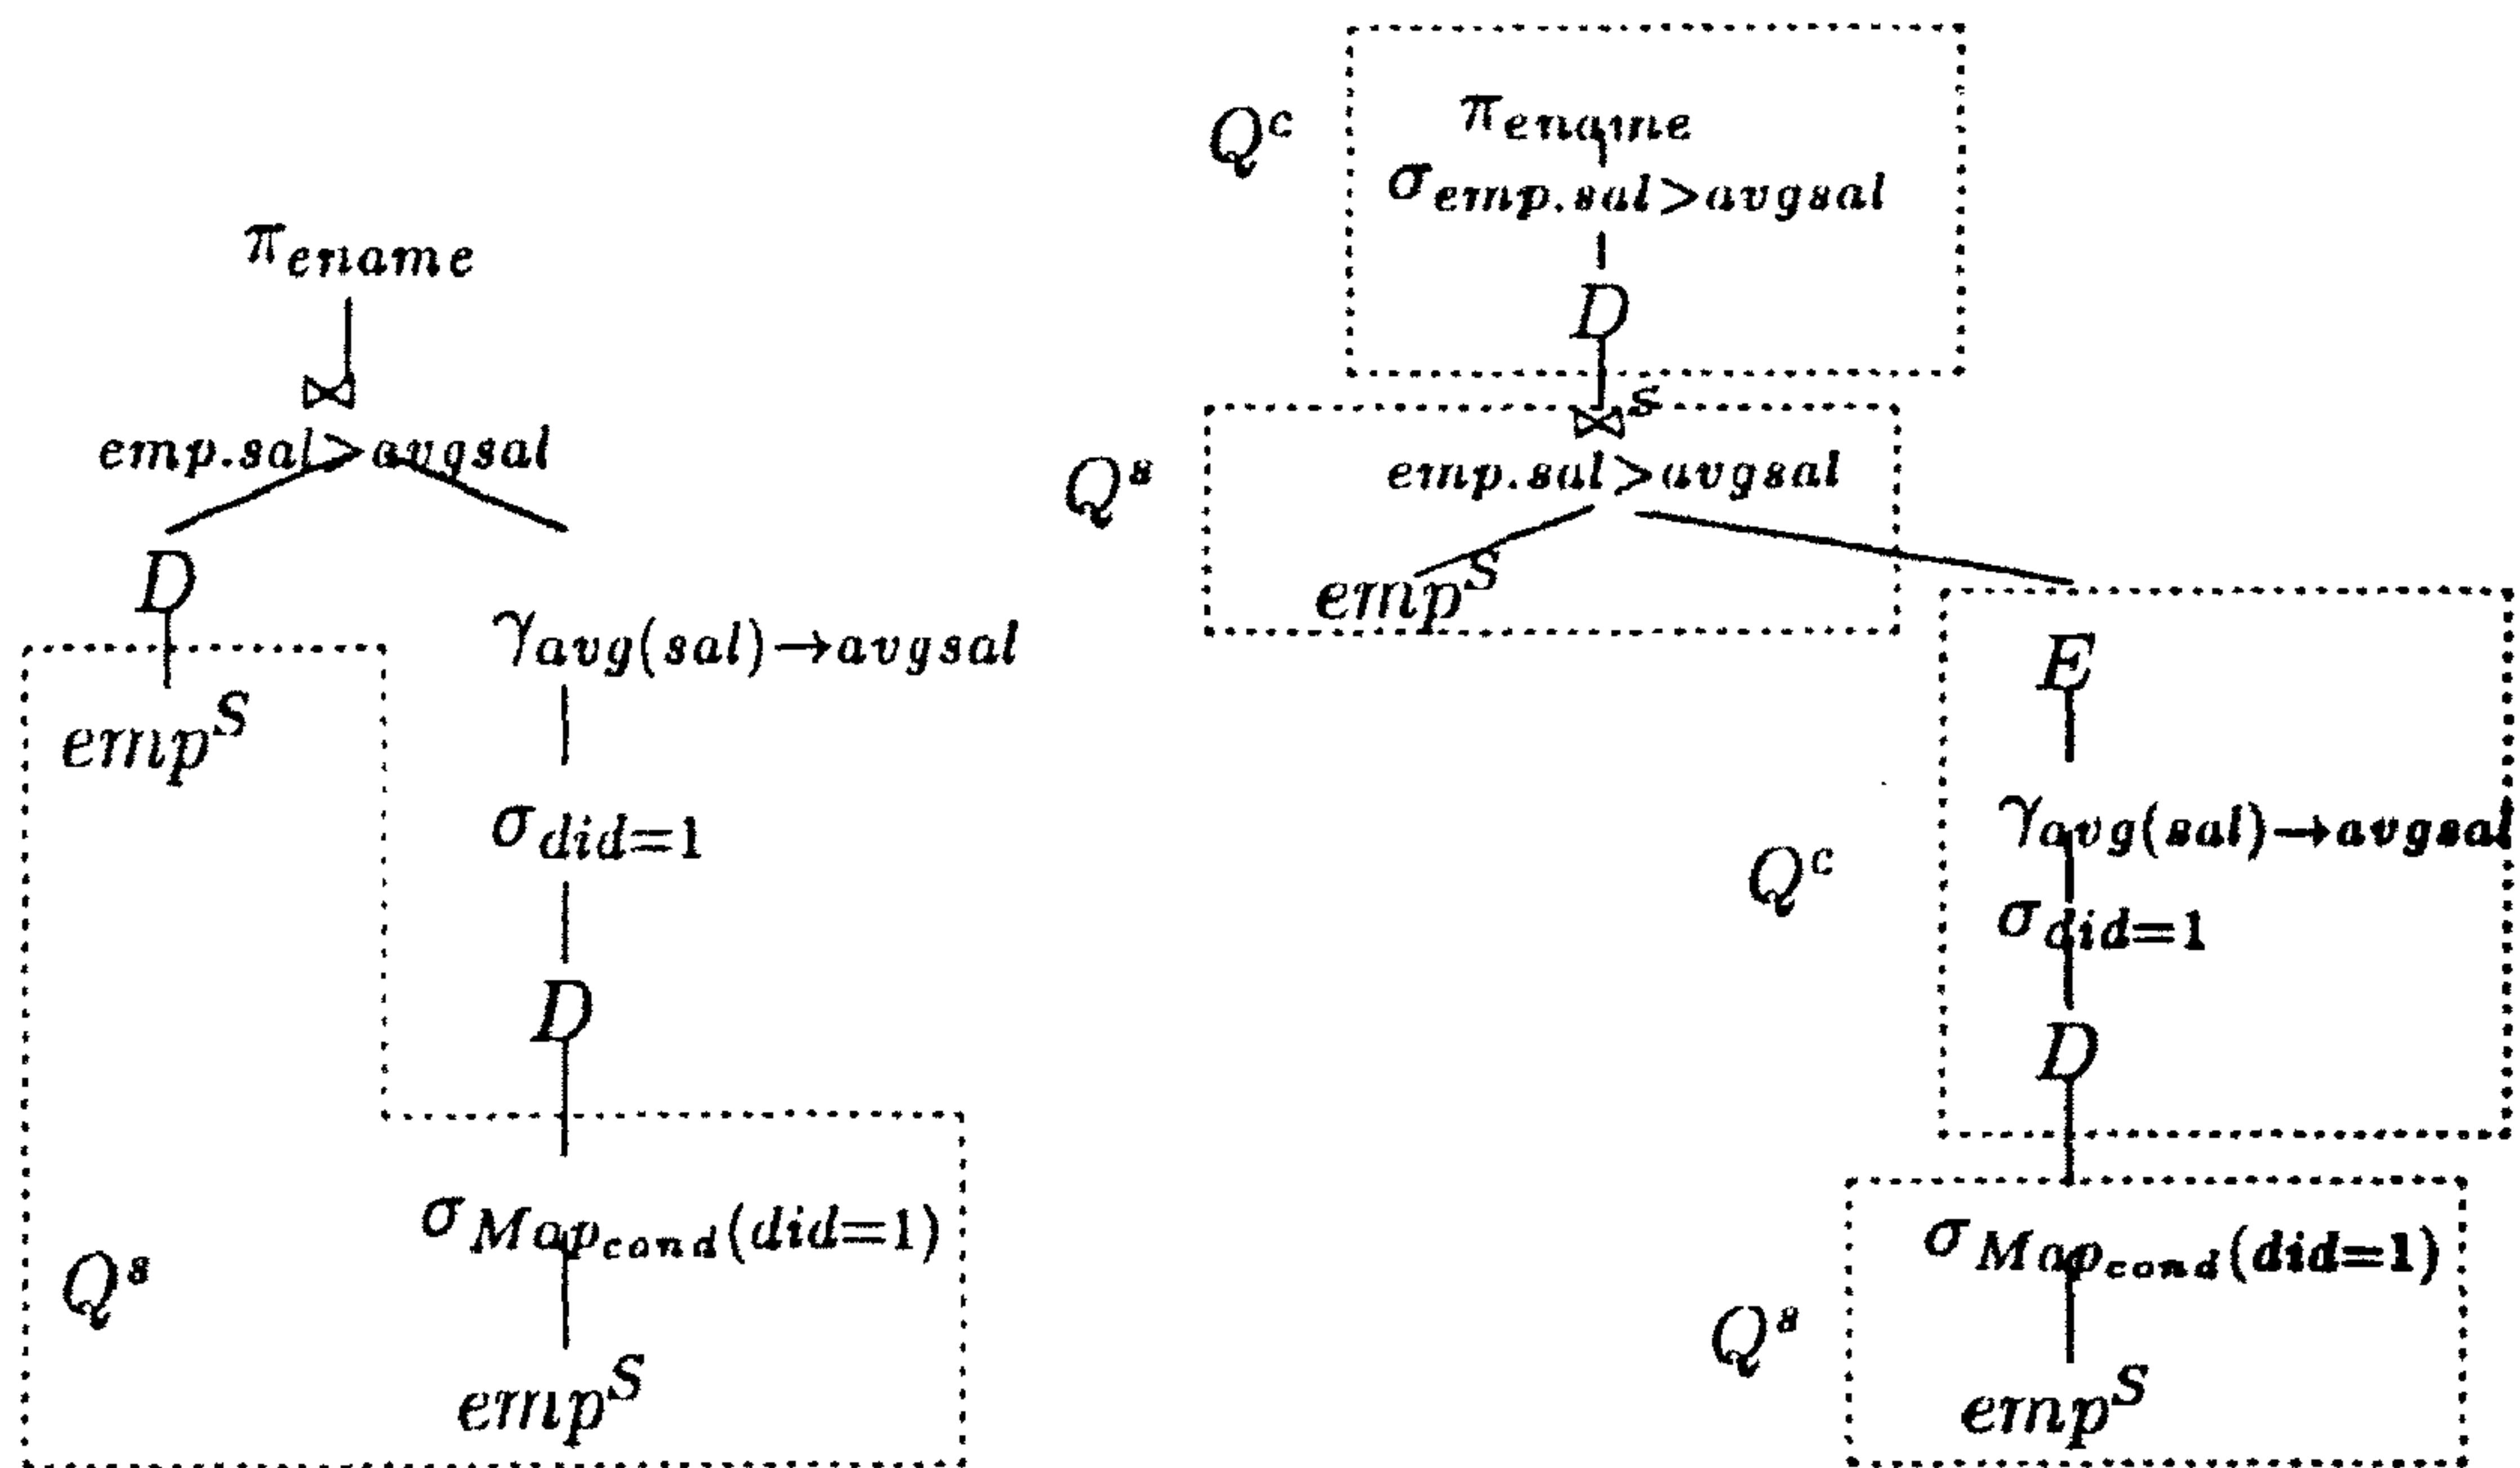 π_ename
⋈
emp.sal>avgsal
D
emp^S
γ_avg(sal)→avgsal
σ_did=1
D
σ_Map_cond(did=1)
emp^S
Q^s
Q^c
π_ename
σ_emp.sal>avgsal
D
Q^s
⋈^s
emp.sal>avgsal
emp^S
E
Q^c
γ_avg(sal)→avgsal
σ_did=1
D
Q^s
σ_Map_cond(did=1)
emp^S